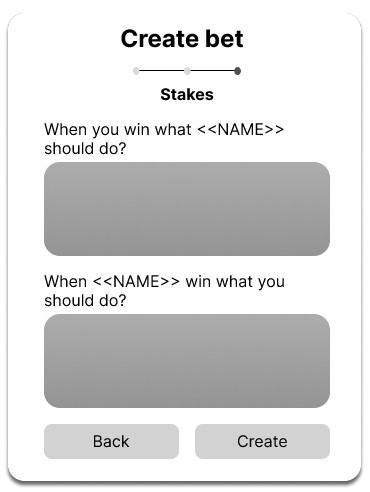 Create bet
Stakes
When you win what <<NAME>>
should do?
When <<NAME>> win what you
should do?
Back
Create